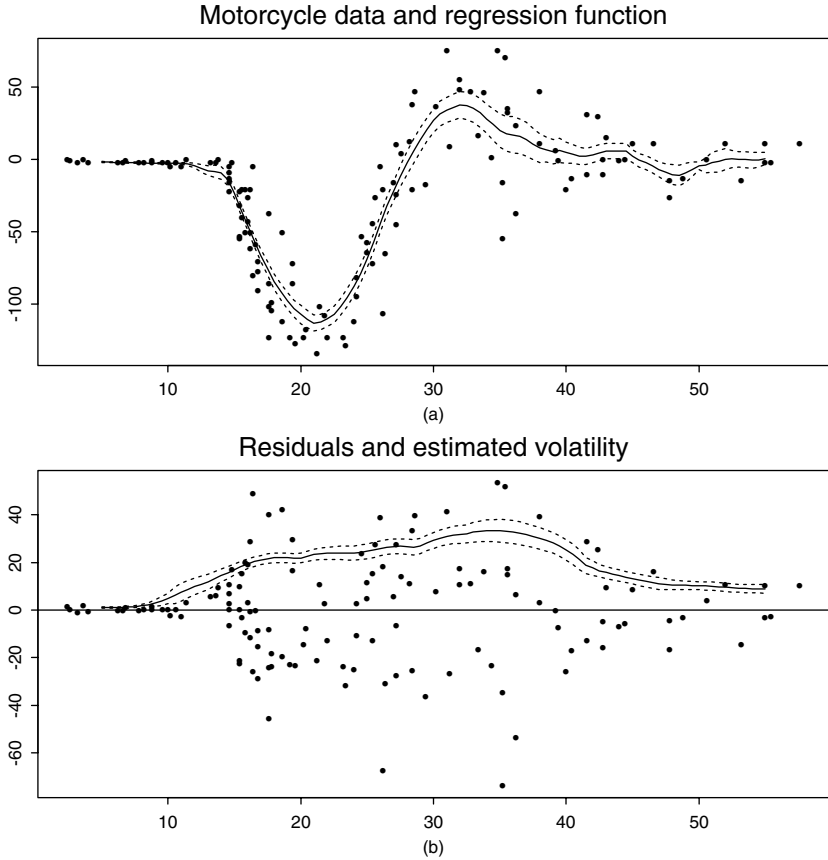 Motorcycle data and regression function
50
0
-50
-100
10 20 30 40 50
(a)
Residuals and estimated volatility
40
20
0
-20
-60
10 20 30 40 50
(b)